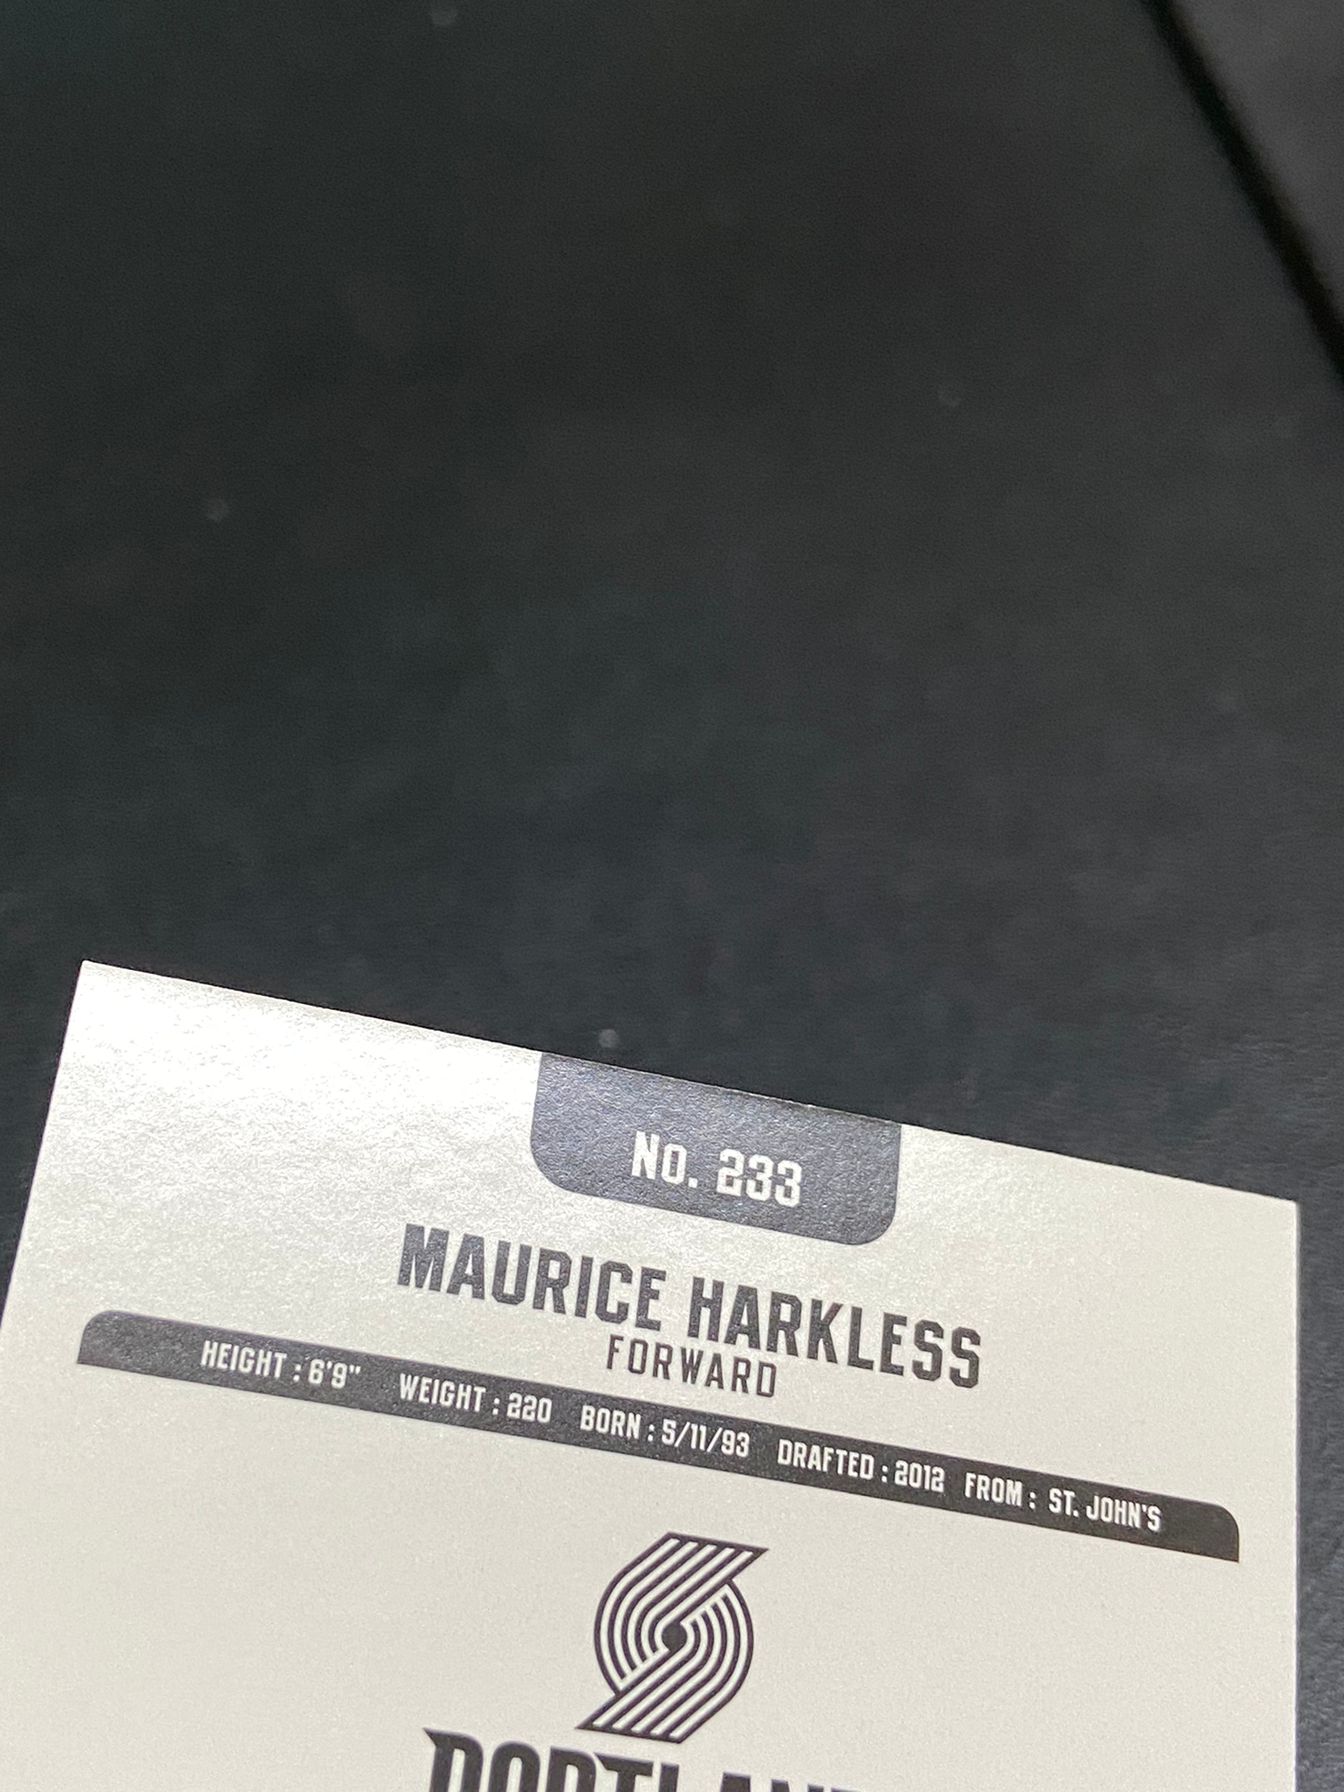 No. 233
MAURICE HARKLESS
FORWARD
HEIGHT : 6'9" WEIGHT : 220 BORN : 5/11/93 DRAFTED : 2012 FROM : ST. JOHN'S
PORTLAND